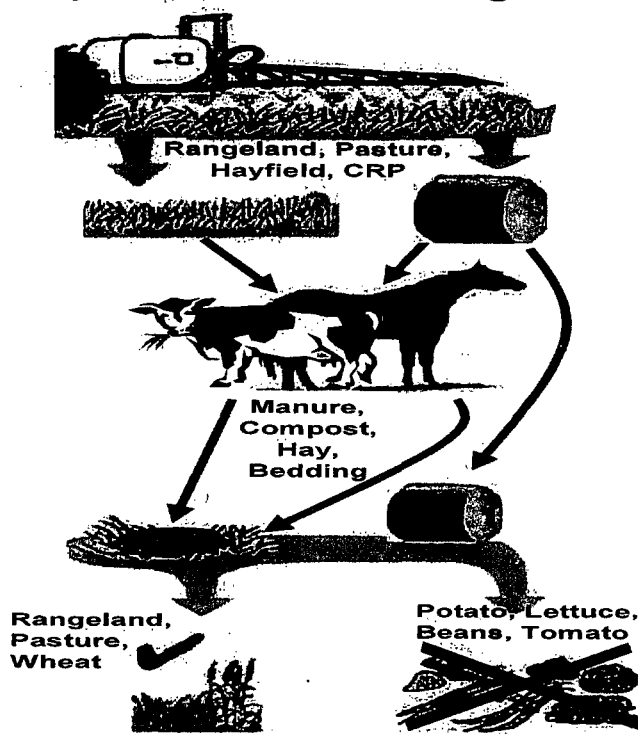 Rangeland, Pasture,
Hayfield, CRP
Manure,
Compost,
Hay,
Bedding
Rangeland,
Pasture,
Wheat
Potato, Lettuce,
Beans, Tomato